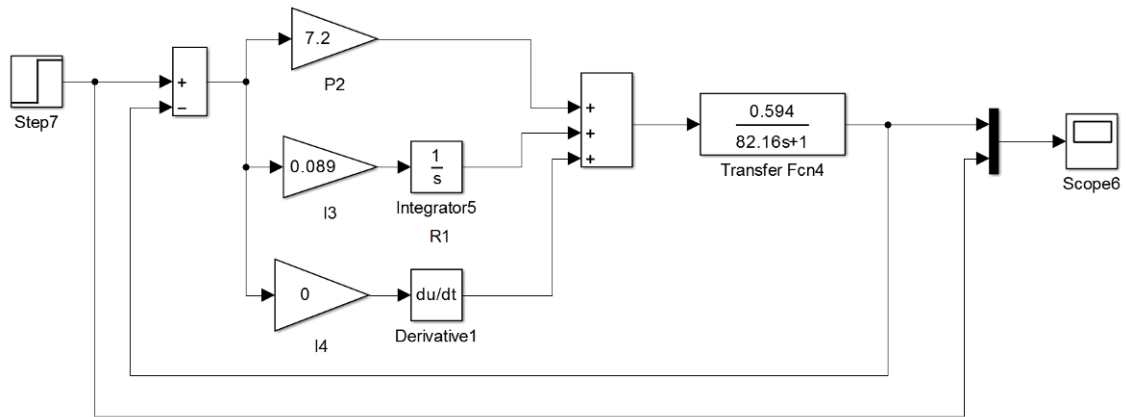 7.2
P2
+
−
Step7
+
+
+
0.594
82.16s+1
Transfer Fcn4
Scope6
0.089
I3
1
s
Integrator5
R1
0
I4
du/dt
Derivative1